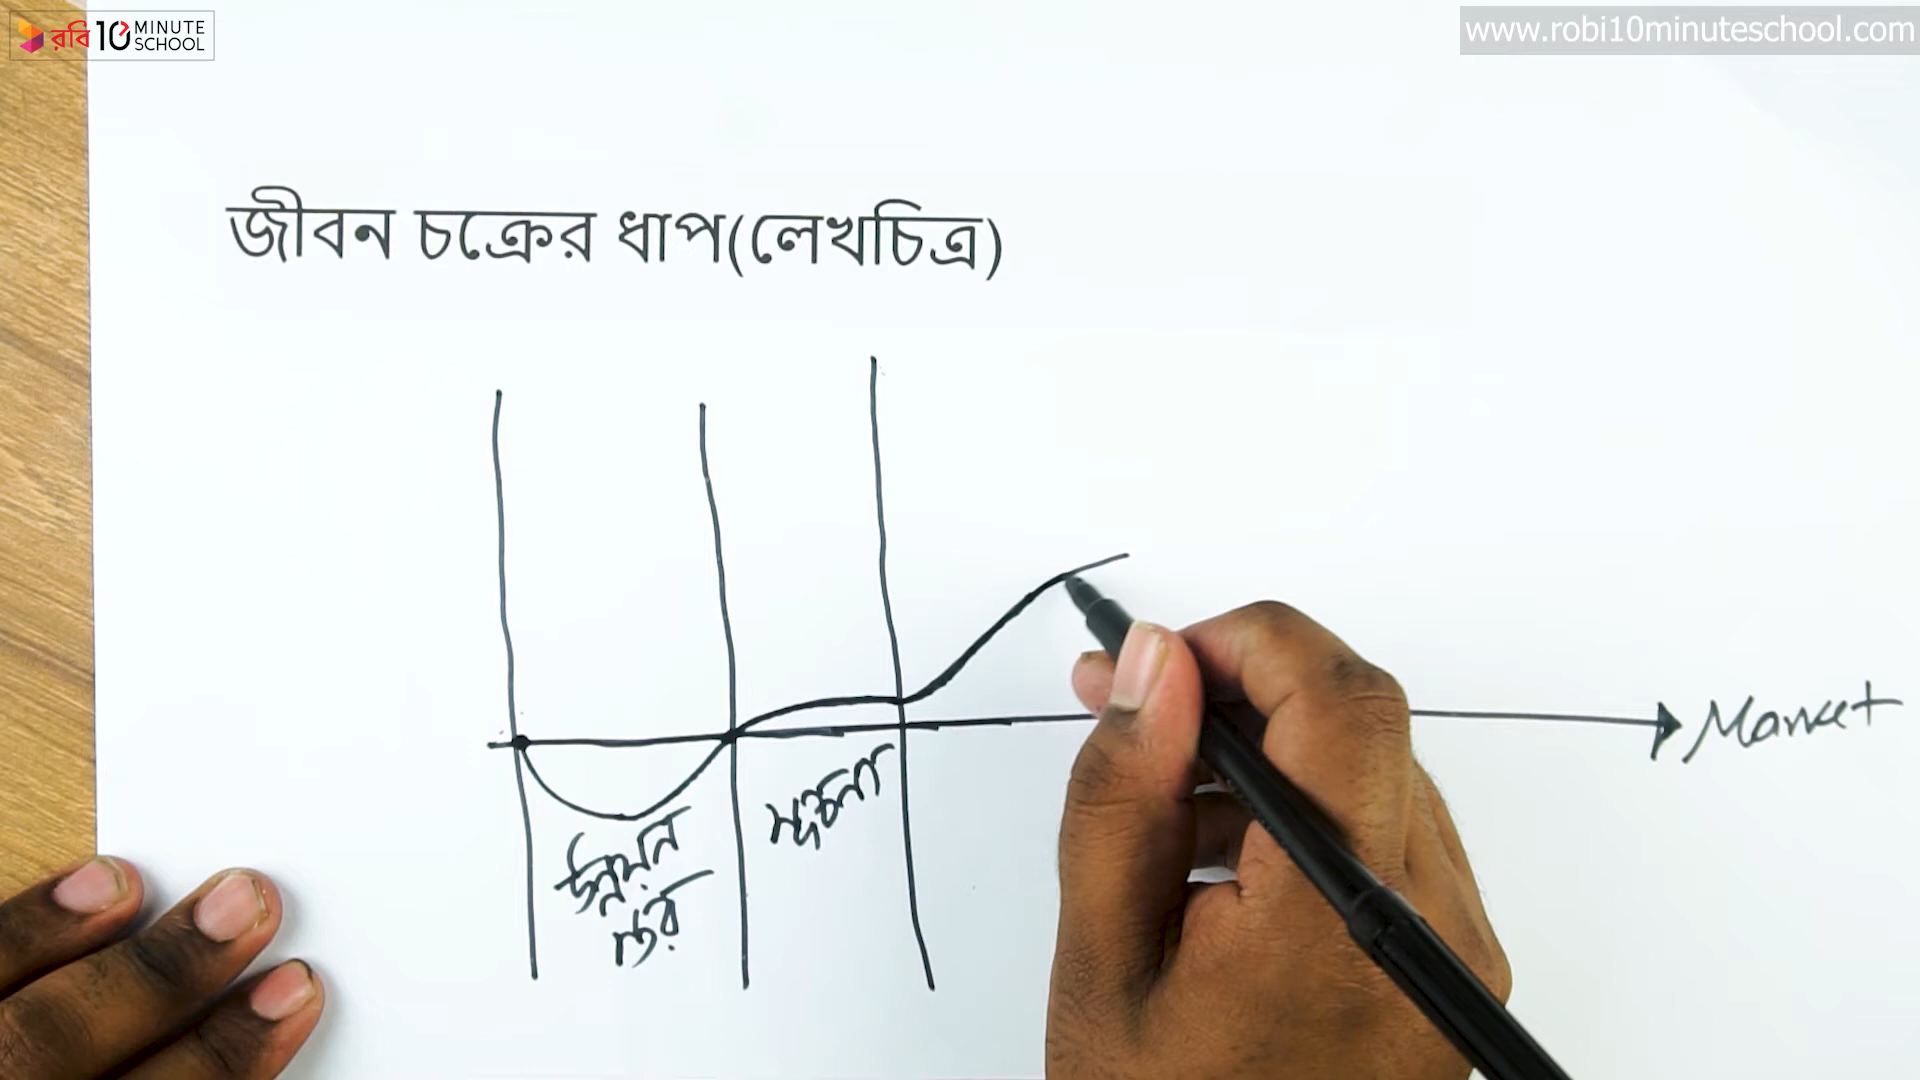 রবি 10 MINUTE SCHOOL
www.robi10minuteschool.com
জীবন চক্রের ধাপ(লেখচিত্র)
Market
সূচনা
উন্নয়ন
স্তর